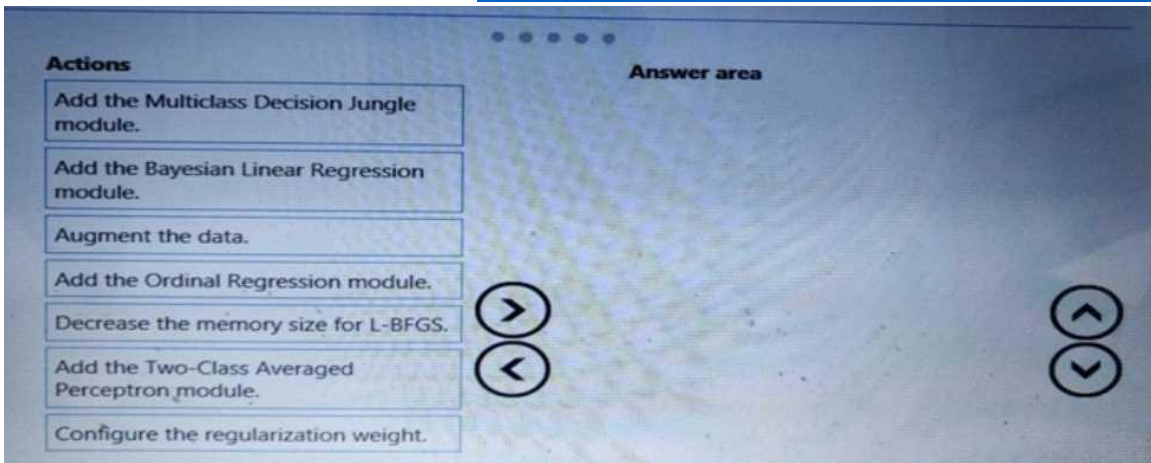 Actions
Answer area
Add the Multiclass Decision Jungle
module.
Add the Bayesian Linear Regression
module.
Augment the data.
Add the Ordinal Regression module.
Decrease the memory size for L-BFGS.
Add the Two-Class Averaged
Perceptron module.
Configure the regularization weight.